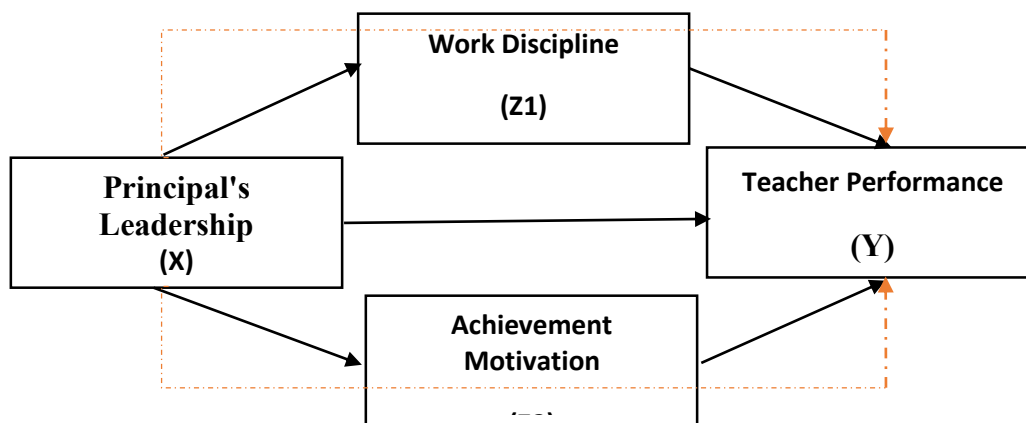 Work Discipline
(Z1)
Principal's
Leadership
(X)
Teacher Performance
(Y)
Achievement
Motivation